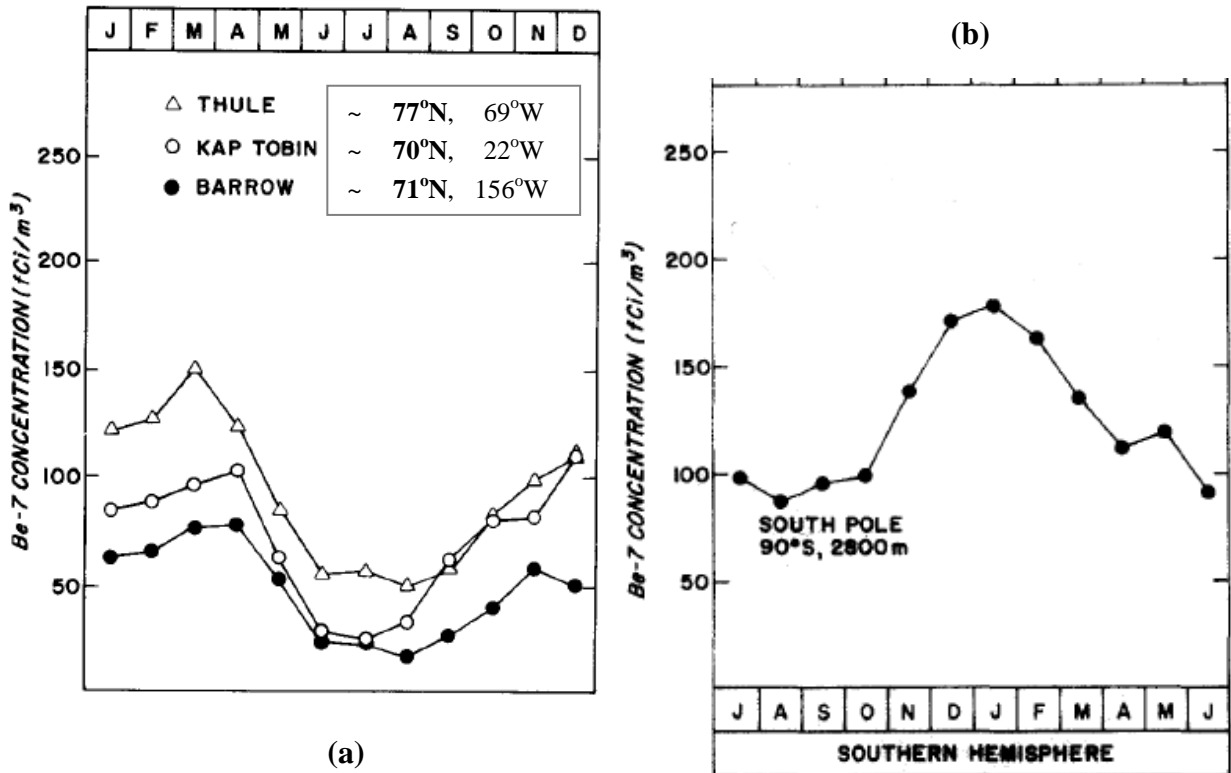 J F M A M J J A S O N D
THULE ~ 77°N, 69°W
KAP TOBIN ~ 70°N, 22°W
BARROW ~ 71°N, 156°W
250
200
150
100
50
Be-7 CONCENTRATION (fCi/m³)
(a)
(b)
250
200
150
100
50
Be-7 CONCENTRATION (fCi/m³)
SOUTH POLE
90°S, 2800m
J A S O N D J F M A M J
SOUTHERN HEMISPHERE